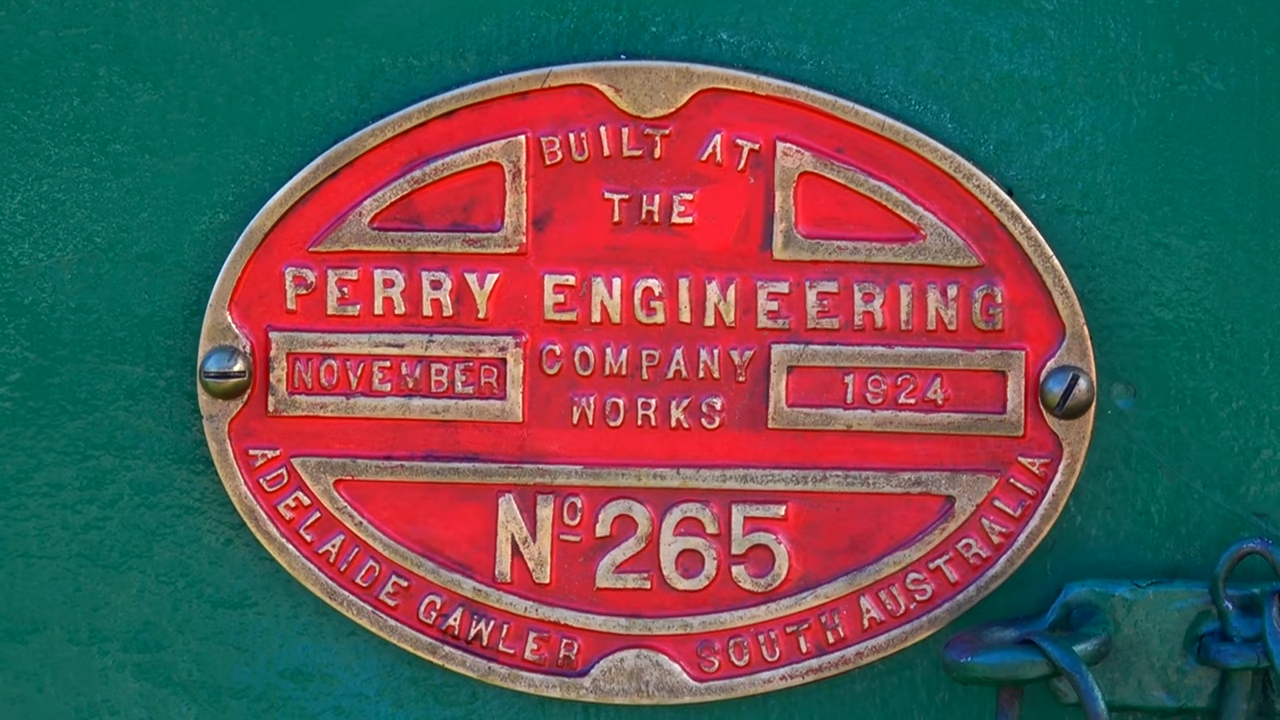 BUILT AT
THE
PERRY ENGINEERING
COMPANY
WORKS
NOVEMBER
1924
Nº 265
ADELAIDE GAWLER SOUTH AUSTRALIA